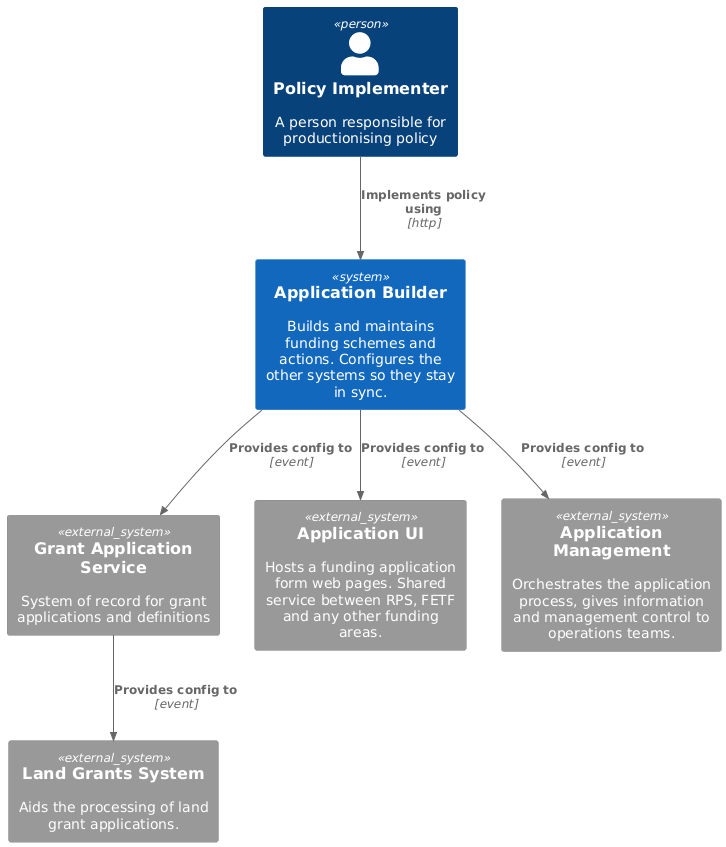 «person»
Policy Implementer
A person responsible for
productionising policy
Implements policy
using
[http]
«system»
Application Builder
Builds and maintains
funding schemes and
actions. Configures the
other systems so they stay
in sync.
Provides config to
[event]
Provides config to
[event]
Provides config to
[event]
«external_system»
Grant Application
Service
System of record for grant
applications and definitions
«external_system»
Application UI
Hosts a funding application
form web pages. Shared
service between RPS, FETF
and any other funding
areas.
«external_system»
Application
Management
Orchestrates the application
process, gives information
and management control to
operations teams.
Provides config to
[event]
«external_system»
Land Grants System
Aids the processing of land
grant applications.